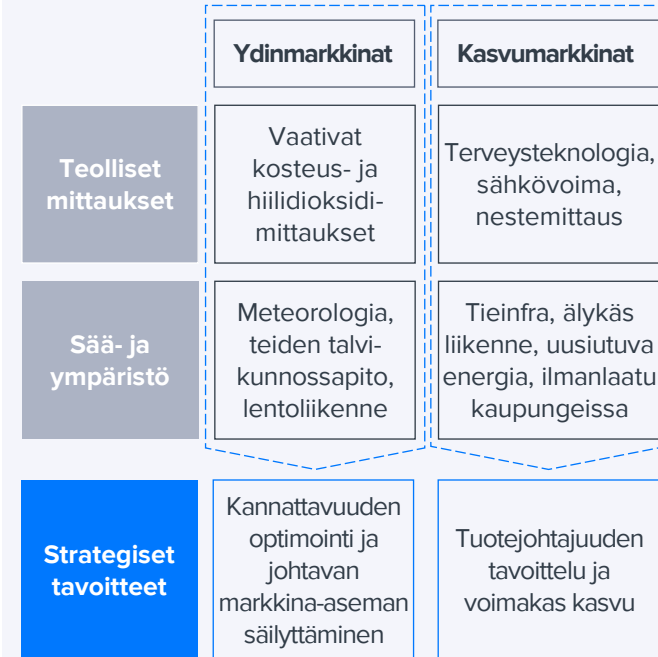 Ydinmarkkinat
Kasvumarkkinat
Teolliset
mittaukset
Vaativat
kosteus- ja
hiilidioksidi-
mittaukset
Terveysteknologia,
sähkövoima,
nestemittaus
Sää- ja
ympäristö
Meteorologia,
teiden talvi-
kunnossapito,
lentoliikenne
Tieinfra, älykäs
liikenne, uusiutuva
energia, ilmanlaatu
kaupungeissa
Strategiset
tavoitteet
Kannattavuuden
optimointi ja
johtavan
markkina-aseman
säilyttäminen
Tuotejohtajuuden
tavoittelu ja
voimakas kasvu